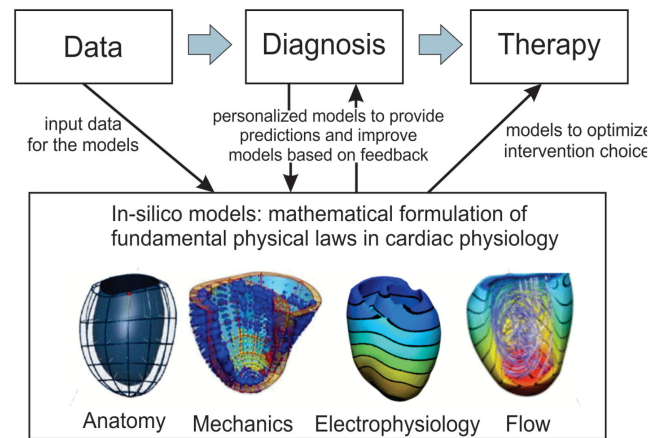 Data
Diagnosis
Therapy
input data
for the models
personalized models to provide
predictions and improve
models based on feedback
models to optimize
intervention choice
In-silico models: mathematical formulation of
fundamental physical laws in cardiac physiology
Anatomy
Mechanics
Electrophysiology
Flow